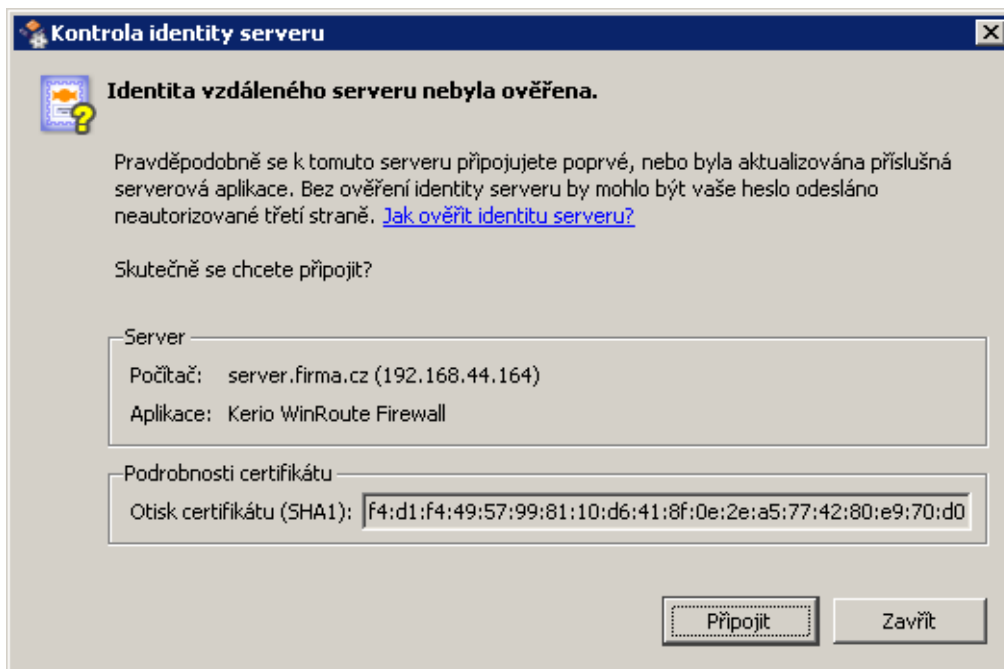 Kontrola identity serveru
Identita vzdáleného serveru nebyla ověřena.
Pravděpodobně se k tomuto serveru připojujete poprvé, nebo byla aktualizována příslušná
serverová aplikace. Bez ověření identity serveru by mohlo být vaše heslo odesláno
neautorizované třetí straně. Jak ověřit identitu serveru?
Skutečně se chcete připojit?
Server
Počítač: server.firma.cz (192.168.44.164)
Aplikace: Kerio WinRoute Firewall
Podrobnosti certifikátu
Otisk certifikátu (SHA1): f4:d1:f4:49:57:99:81:10:d6:41:8f:0e:2e:a5:77:42:80:e9:70:d0
Připojit Zavřít